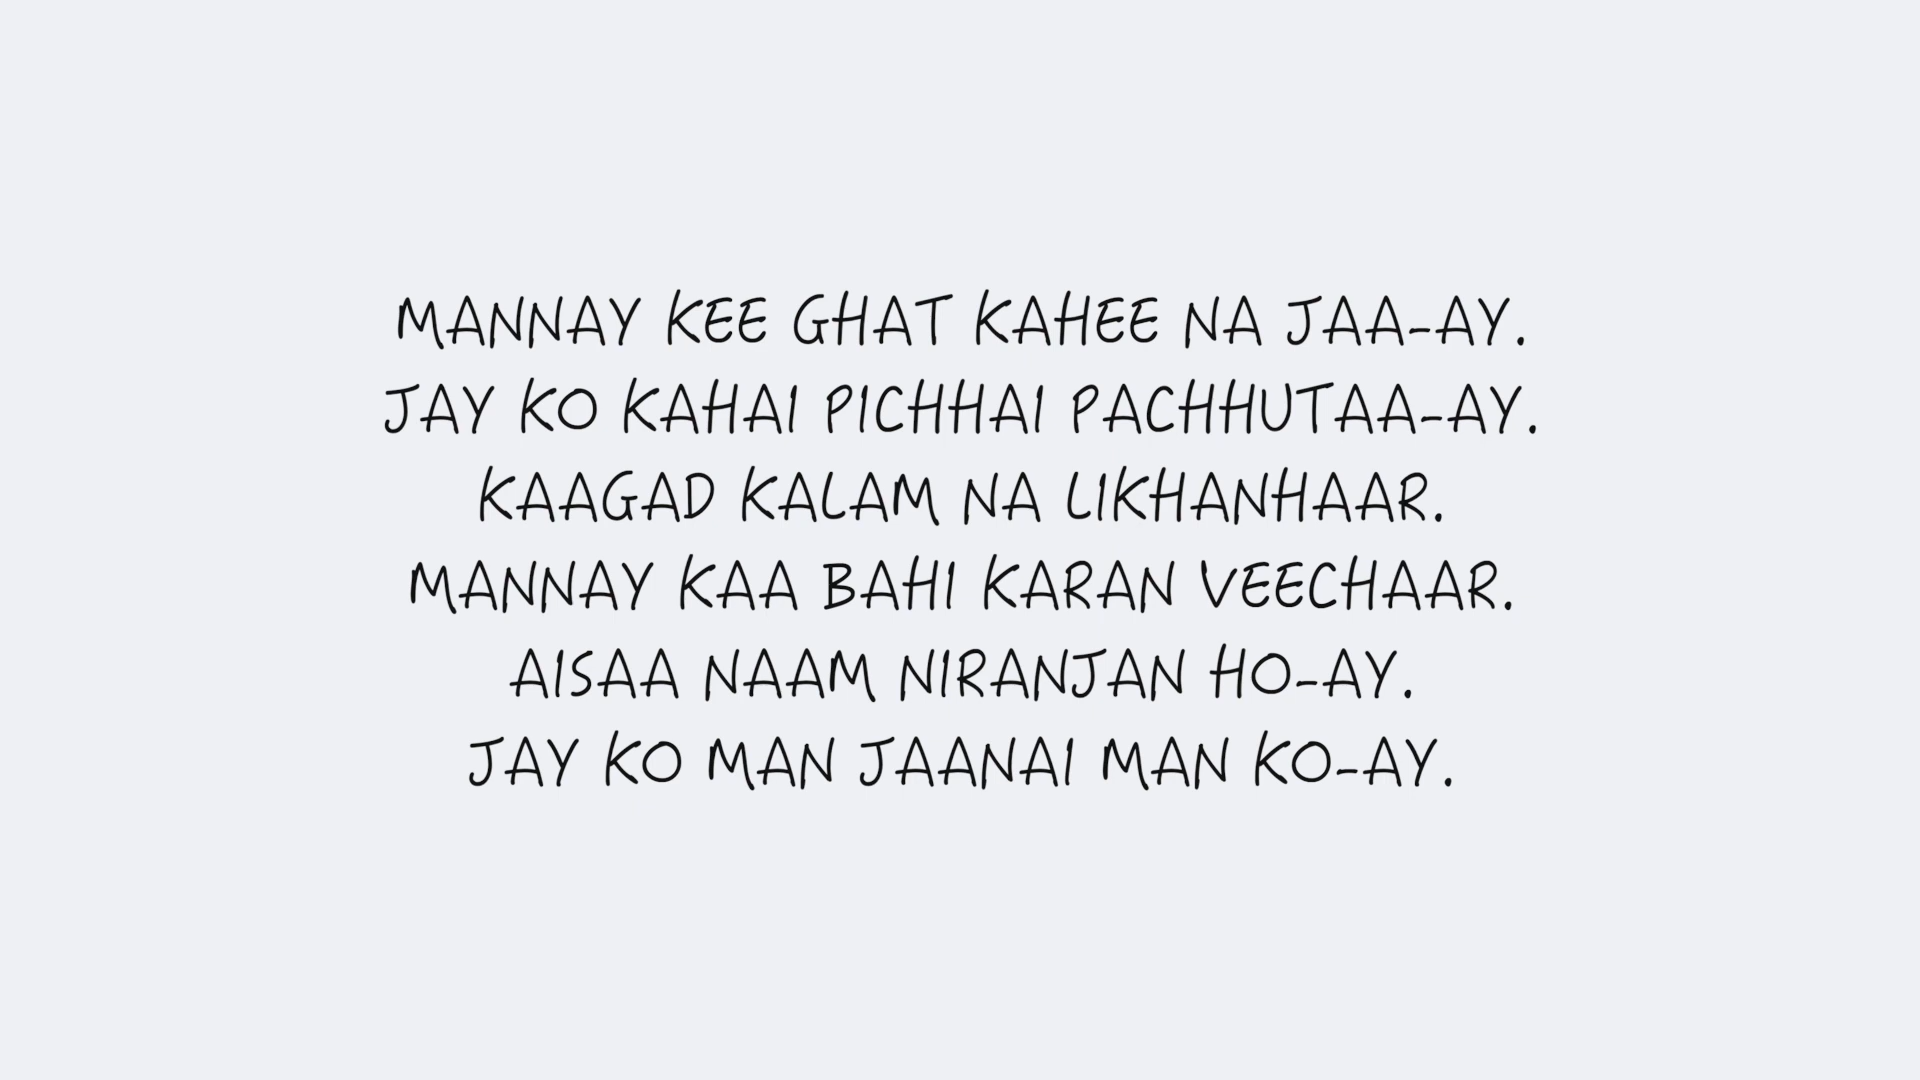 MANNAY KEE GHAT KAHEE NA JAA-AY.
JAY KO KAHAI PICHHAI PACHHUTAA-AY.
KAAGAD KALAM NA LIKHANHAAR.
MANNAY KAA BAHI KARAN VEECHAAR.
AISAA NAAM NIRANJAN HO-AY.
JAY KO MAN JAANAI MAN KO-AY.